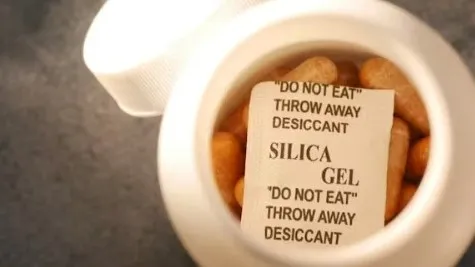 "DO NOT EAT"
THROW AWAY
DESICCANT
SILICA
GEL
"DO NOT EAT"
THROW AWAY
DESICCANT